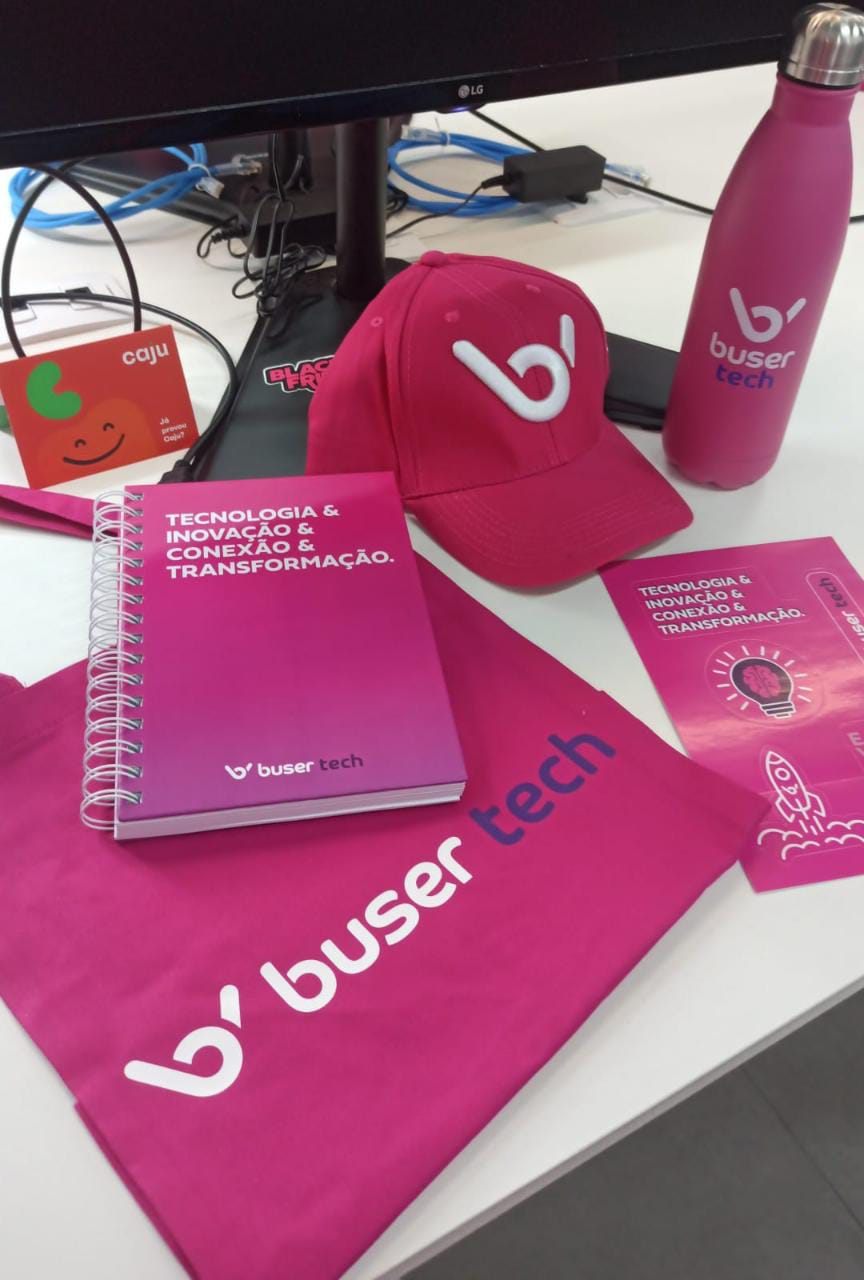 LG
caju
Já
provou
Caju?
BLACK
buser
tech
TECNOLOGIA &
INOVAÇÃO &
CONEXÃO &
TRANSFORMAÇÃO.
buser tech
TECNOLOGIA &
INOVAÇÃO &
CONEXÃO &
TRANSFORMAÇÃO.
buser tech
buser tech